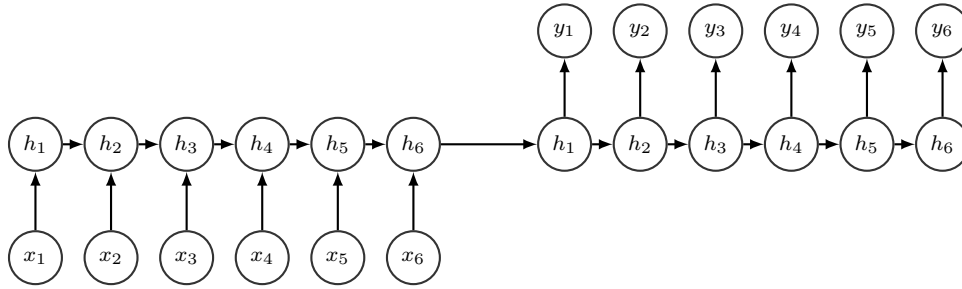 y₁ y₂ y₃ y₄ y₅ y₆
h₁ h₂ h₃ h₄ h₅ h₆ h₁ h₂ h₃ h₄ h₅ h₆
x₁ x₂ x₃ x₄ x₅ x₆